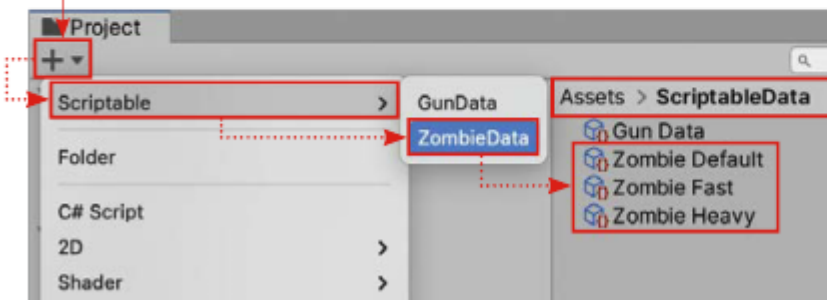 Project
Scriptable
GunData
ZombieData
Folder
C# Script
2D
Shader
Assets > ScriptableData
Gun Data
Zombie Default
Zombie Fast
Zombie Heavy